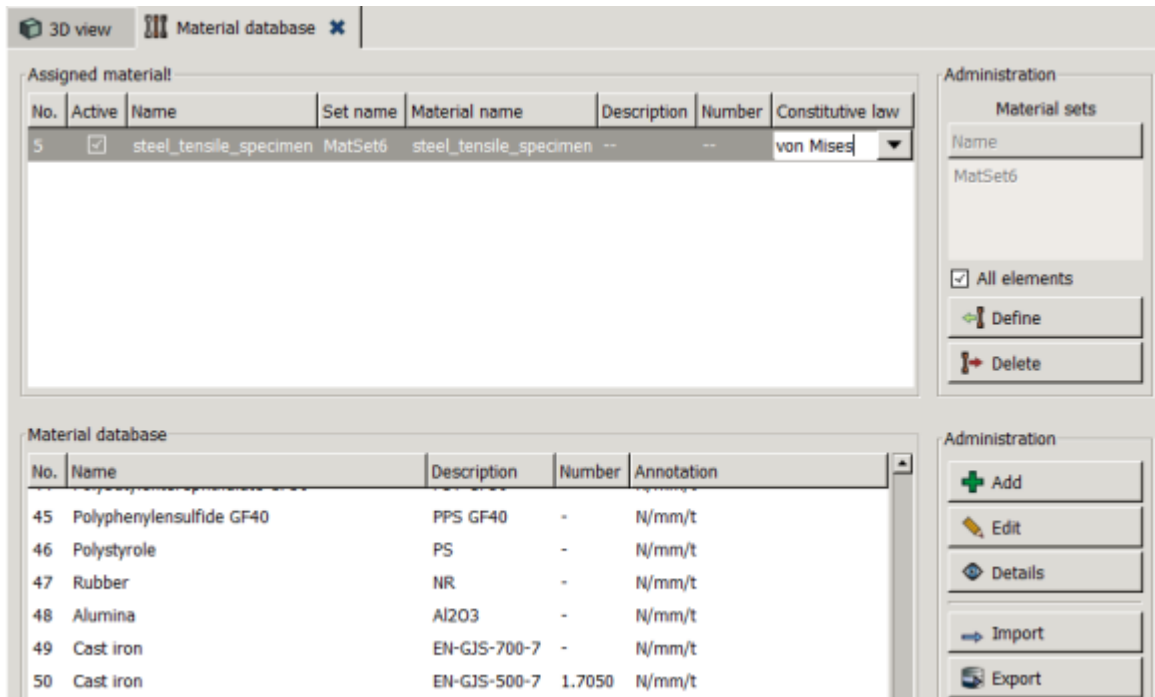 3D view Material database
Assigned material!
No. Active Name Set name Material name Description Number Constitutive law
5 steel_tensile_specimen MatSet6 steel_tensile_specimen -- -- von Mises
Administration
Material sets
Name
MatSet6
All elements
Define
Delete
Material database
No. Name Description Number Annotation
45 Polyphenylensulfide GF40 PPS GF40 - N/mm/t
46 Polystyrole PS - N/mm/t
47 Rubber NR - N/mm/t
48 Alumina Al2O3 - N/mm/t
49 Cast iron EN-GJS-700-7 - N/mm/t
50 Cast iron EN-GJS-500-7 1.7050 N/mm/t
Administration
Add
Edit
Details
Import
Export